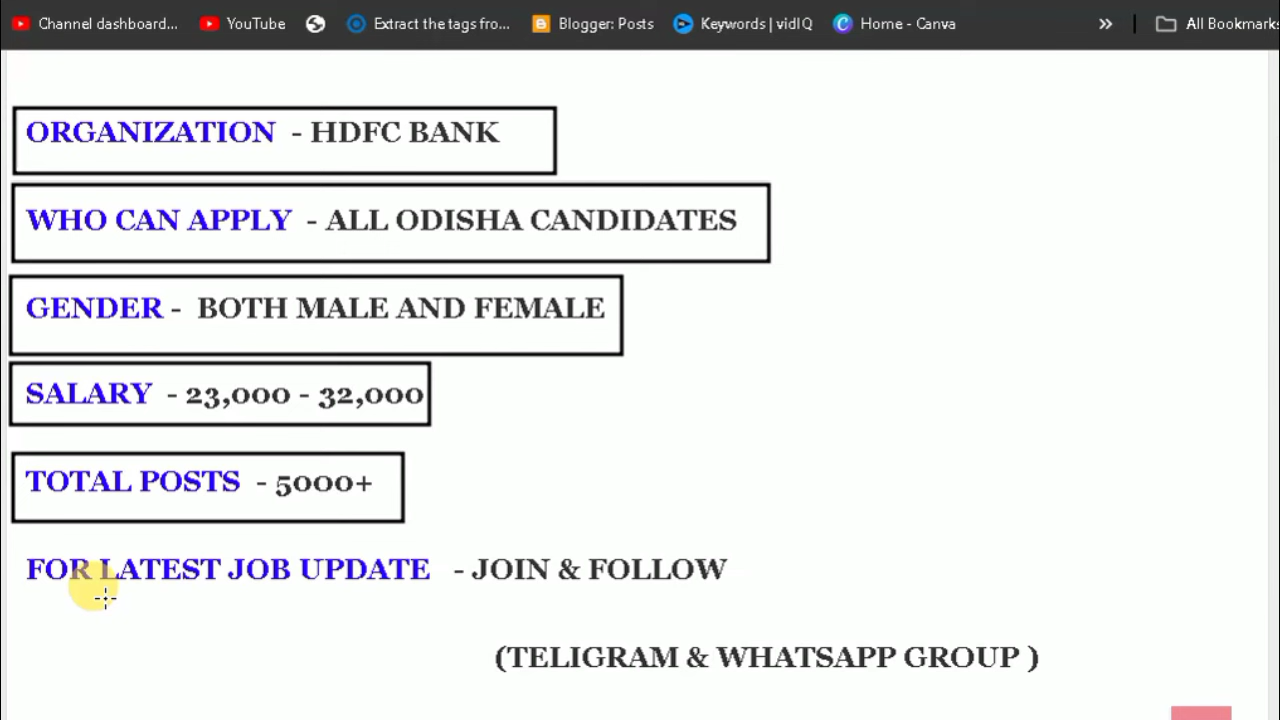 Channel dashboard... YouTube Extract the tags fro... Blogger: Posts Keywords | vidIQ Home - Canva » All Bookmark
ORGANIZATION - HDFC BANK
WHO CAN APPLY - ALL ODISHA CANDIDATES
GENDER - BOTH MALE AND FEMALE
SALARY - 23,000 - 32,000
TOTAL POSTS - 5000+
FOR LATEST JOB UPDATE - JOIN & FOLLOW
(TELIGRAM & WHATSAPP GROUP )